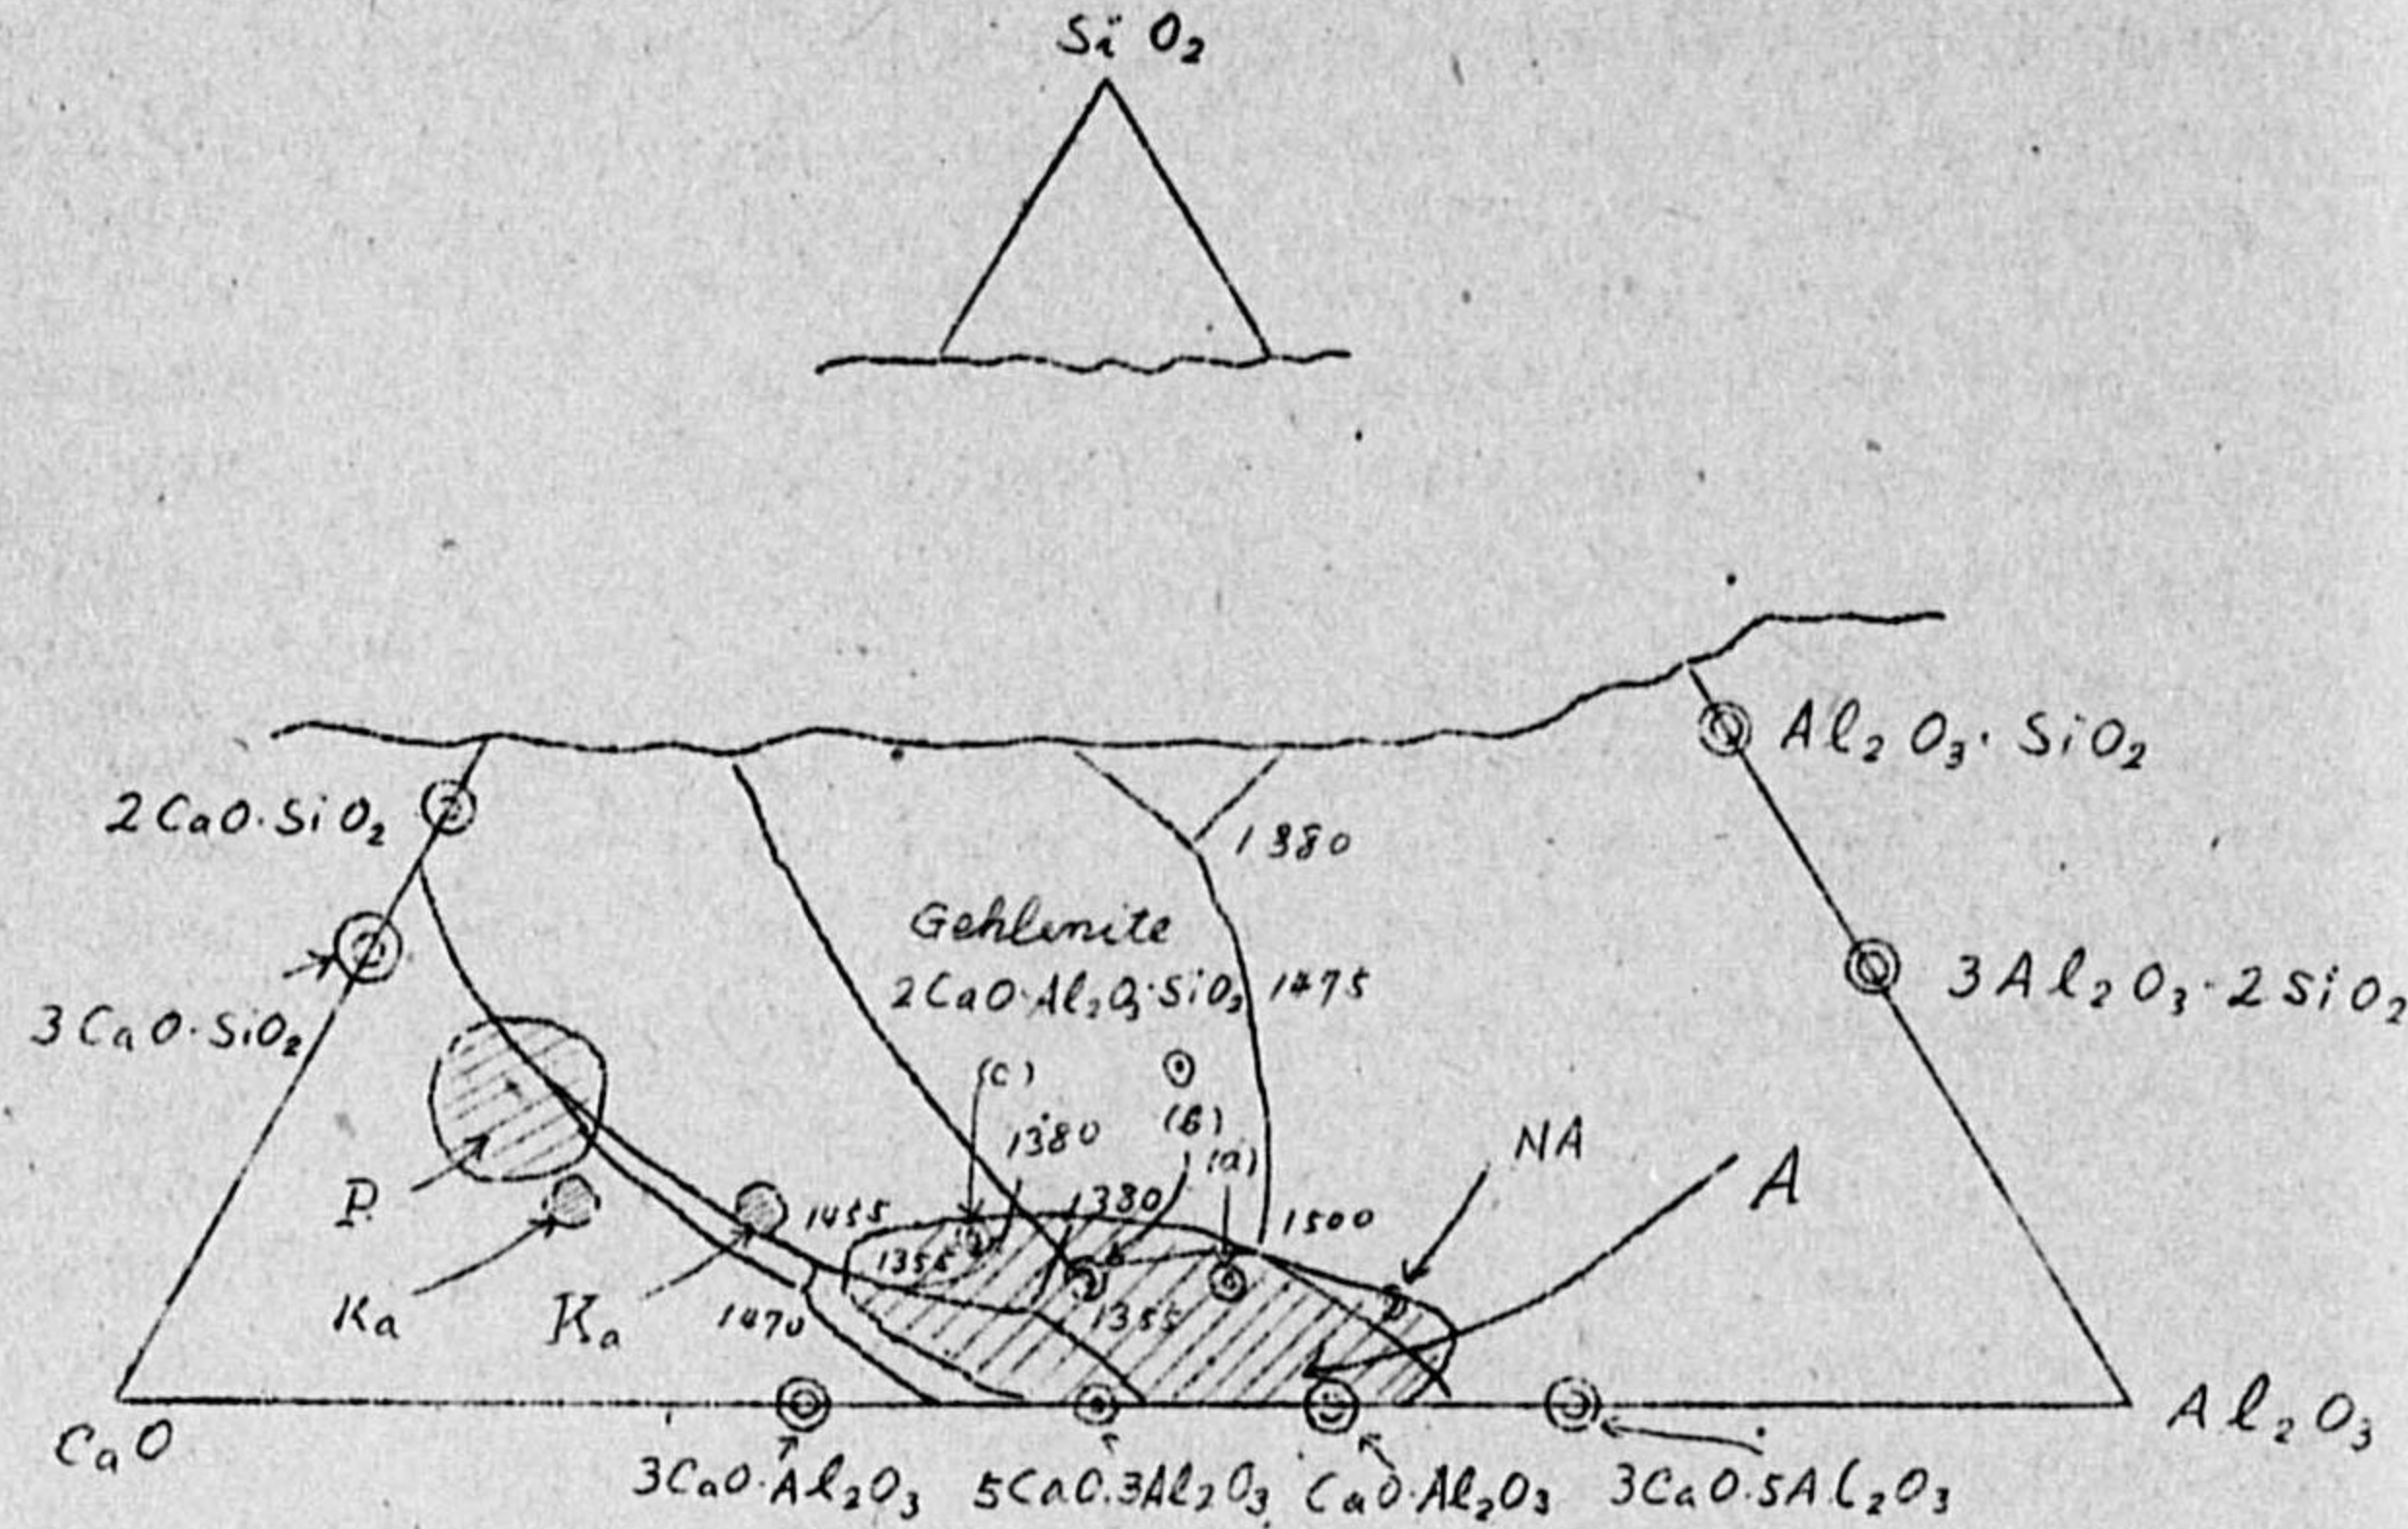 SiO₂
Al₂O₃·SiO₂
2CaO·SiO₂
1380
Gehlenite
2CaO·Al₂O₃·SiO₂
1475
3Al₂O₃·2SiO₂
3CaO·SiO₂
(c)
1380
(B)
(a)
NA
A
P
1455
1380
1500
1355
Ka
Ka
1470
1355
CaO
Al₂O₃
3CaO·Al₂O₃
5CaO.3Al₂O₃
CaO·Al₂O₃
3CaO.5Al₂O₃